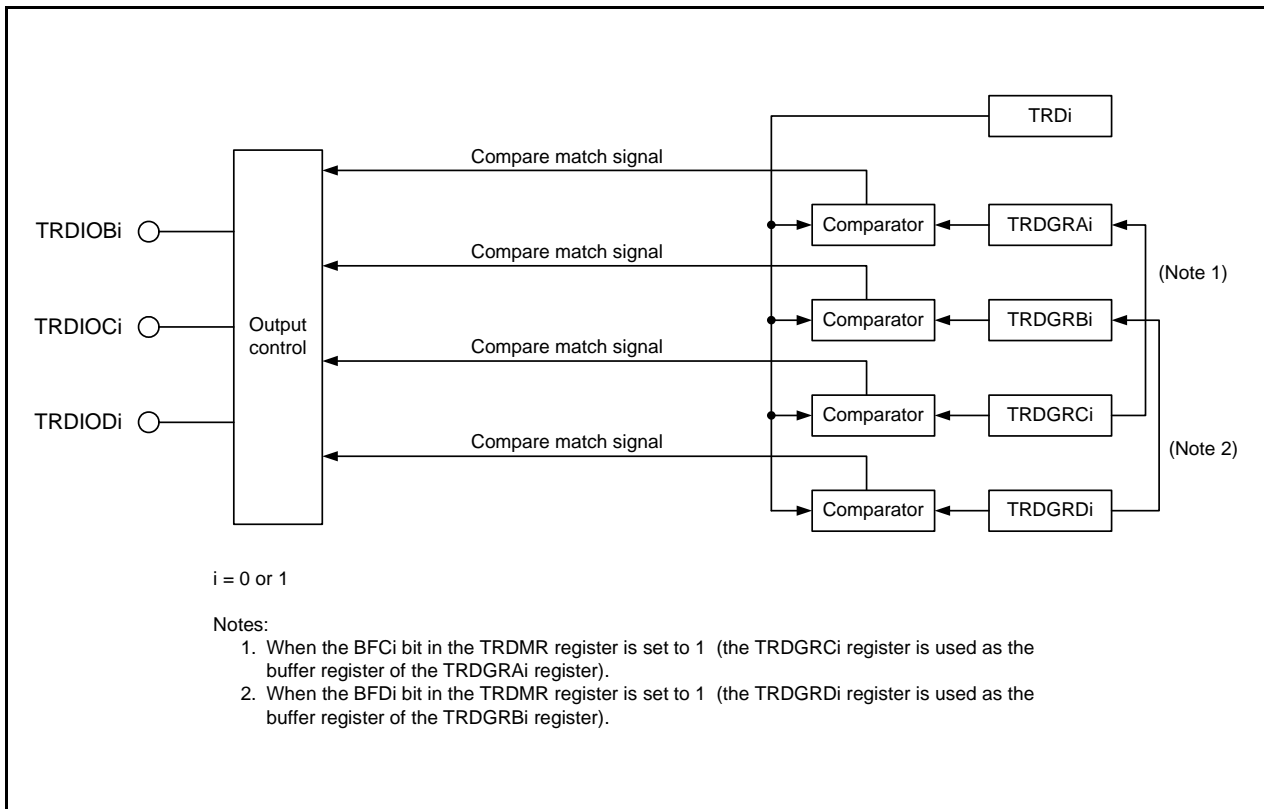 TRDi
Compare match signal
Comparator
TRDGRAi
TRDIOBi
Compare match signal
(Note 1)
Comparator
TRDGRBi
TRDIOCi
Output
control
Compare match signal
Comparator
TRDGRCi
TRDIODi
Compare match signal
(Note 2)
Comparator
TRDGRDi
i = 0 or 1
Notes:
1. When the BFCi bit in the TRDMR register is set to 1 (the TRDGRCi register is used as the
buffer register of the TRDGRAi register).
2. When the BFDi bit in the TRDMR register is set to 1 (the TRDGRDi register is used as the
buffer register of the TRDGRBi register).